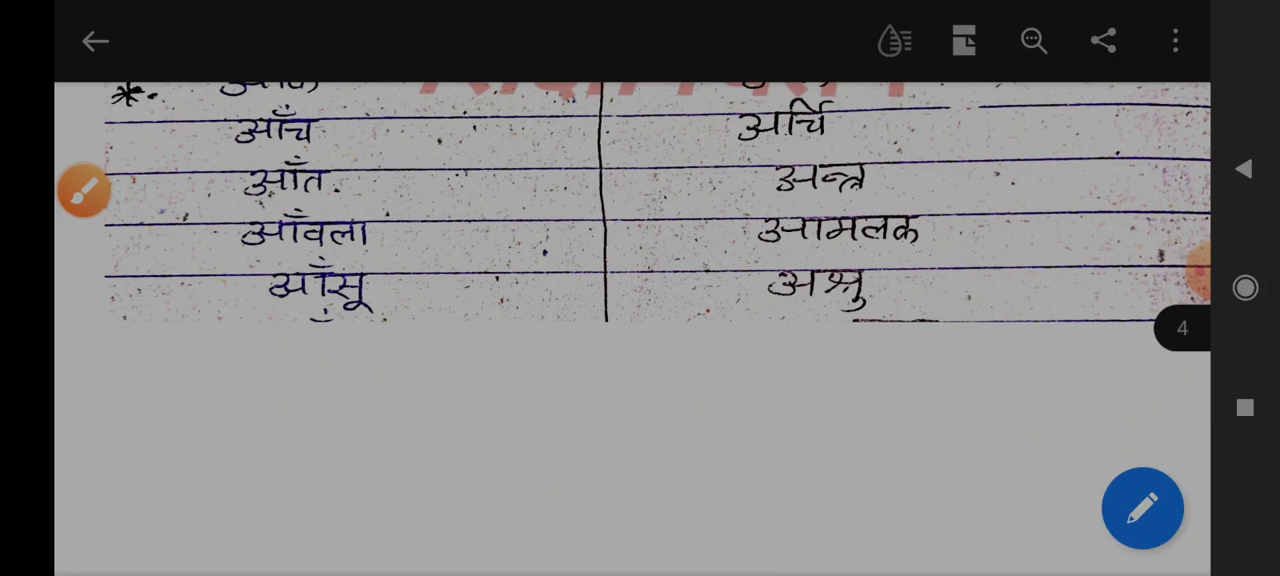 *.
आँच अर्चि
आँत. अन्त्र
आँवला आमलक
आँसू अश्रु
4